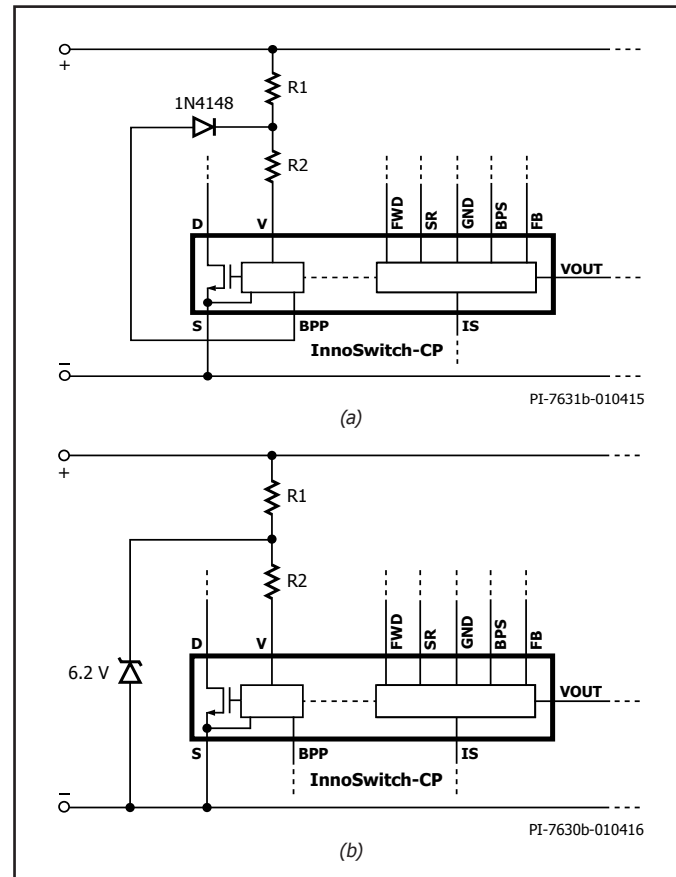 +
R1
1N4148
R2
D
V
FWD
SR
GND
BPS
FB
VOUT
S
BPP
IS
InnoSwitch-CP
–
PI-7631b-010415
(a)
+
R1
R2
D
V
FWD
SR
GND
BPS
FB
6.2 V
VOUT
S
BPP
IS
InnoSwitch-CP
–
PI-7630b-010416
(b)